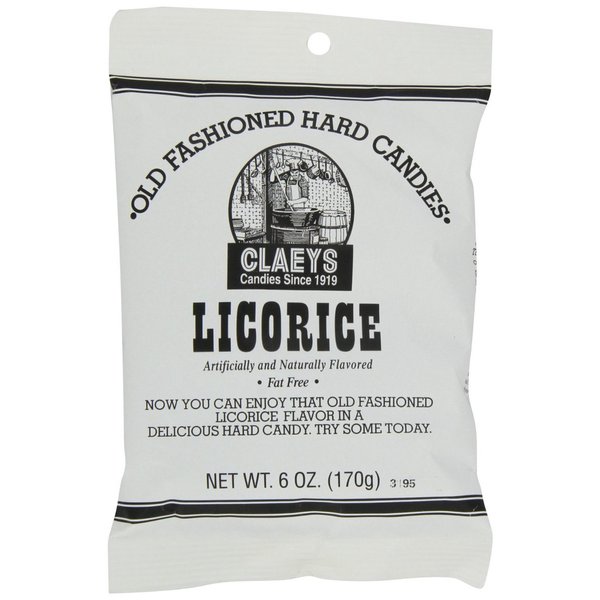 •OLD FASHIONED HARD CANDIES•
CLAEYS
Candies Since 1919
LICORICE
Artificially and Naturally Flavored
• Fat Free •
NOW YOU CAN ENJOY THAT OLD FASHIONED
LICORICE FLAVOR IN A
DELICIOUS HARD CANDY. TRY SOME TODAY.
NET WT. 6 OZ. (170g) 3|95